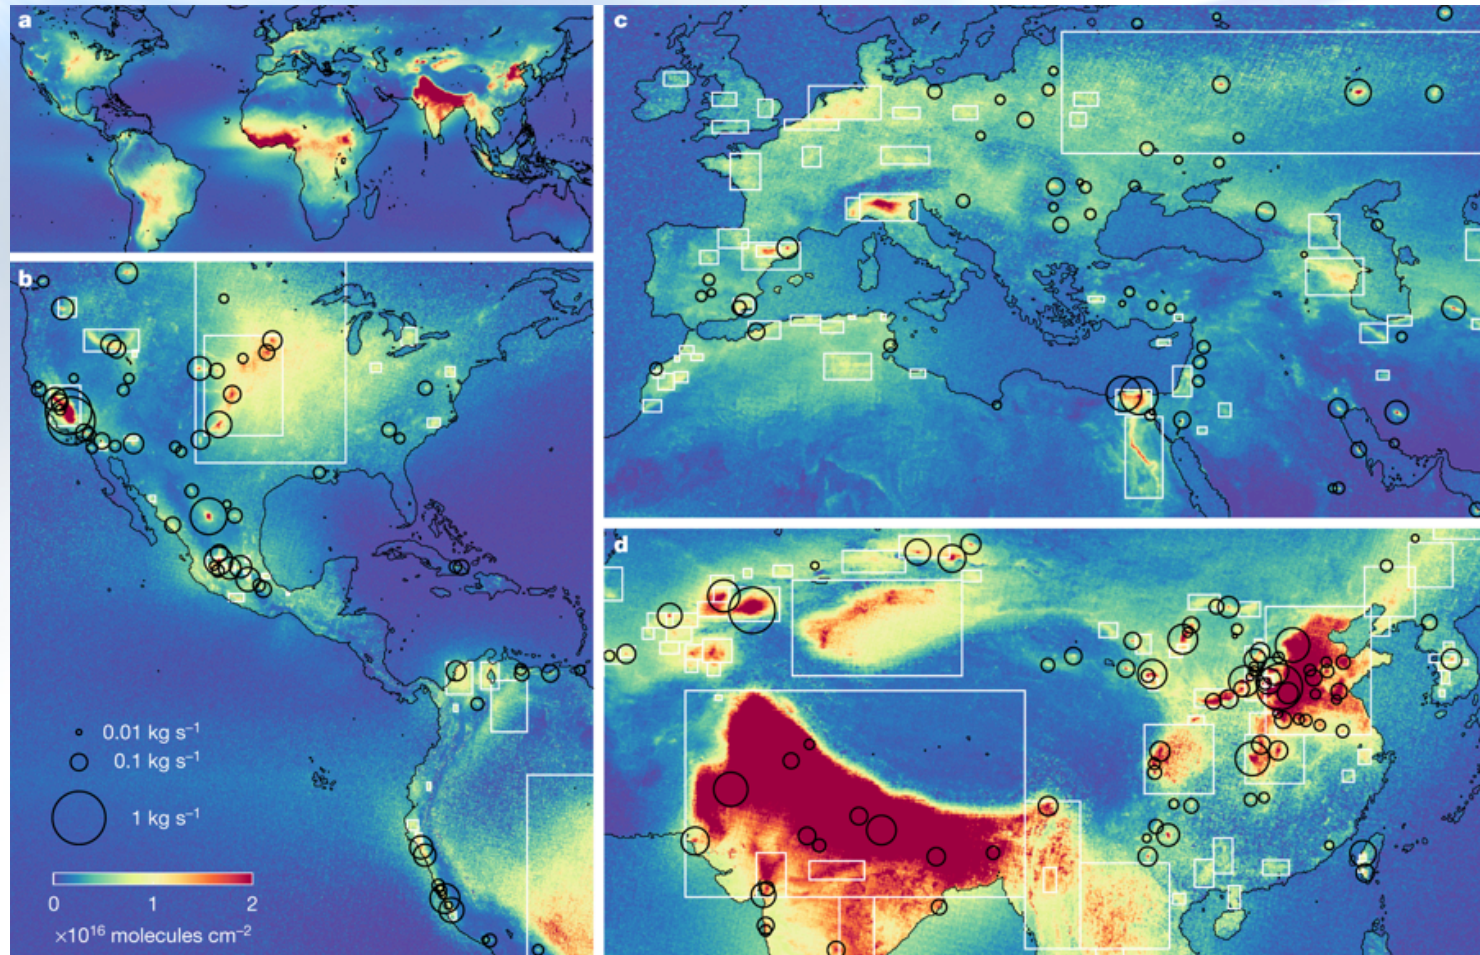 a
c
b
d
0.01 kg s⁻¹
0.1 kg s⁻¹
1 kg s⁻¹
0 1 2
×10¹⁶ molecules cm⁻²